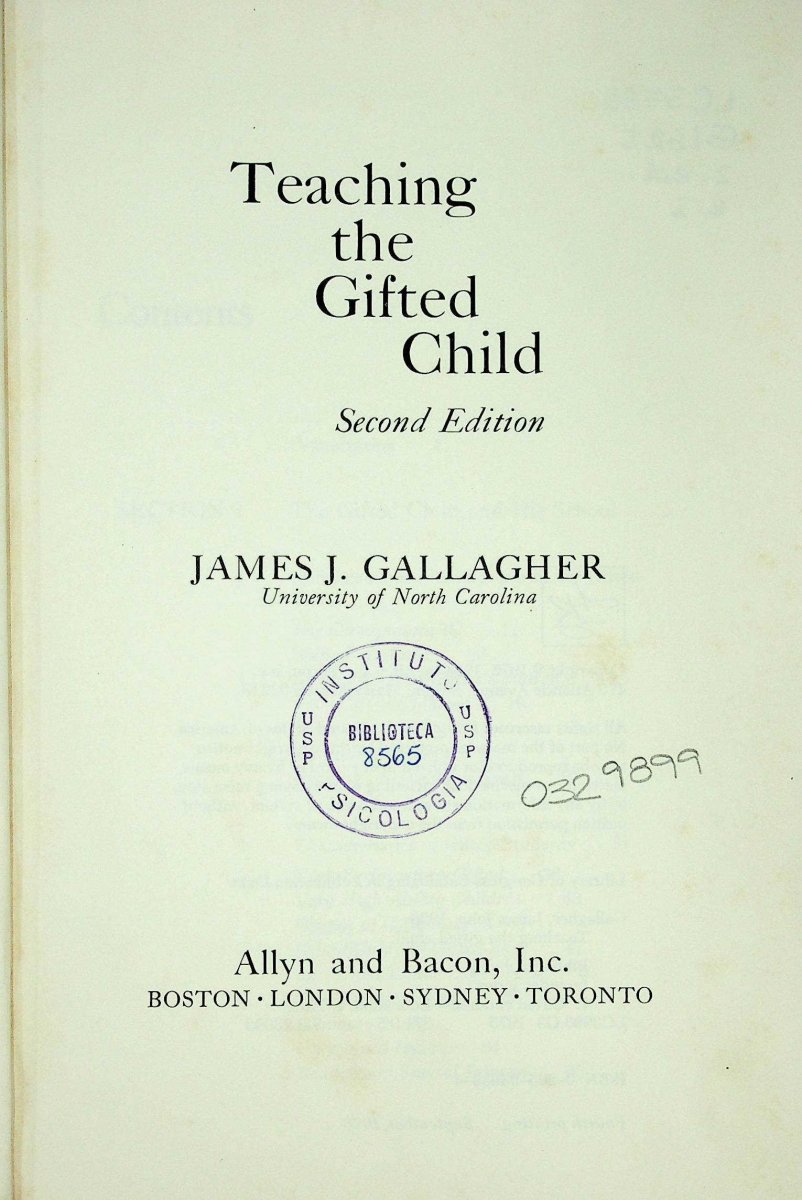 Teaching
the
Gifted
Child
Second Edition
JAMES J. GALLAGHER
University of North Carolina
INSTITUTO
USP
BIBLIOTECA
8565
USP
PSICOLOGIA
0329899
Allyn and Bacon, Inc.
BOSTON · LONDON · SYDNEY · TORONTO